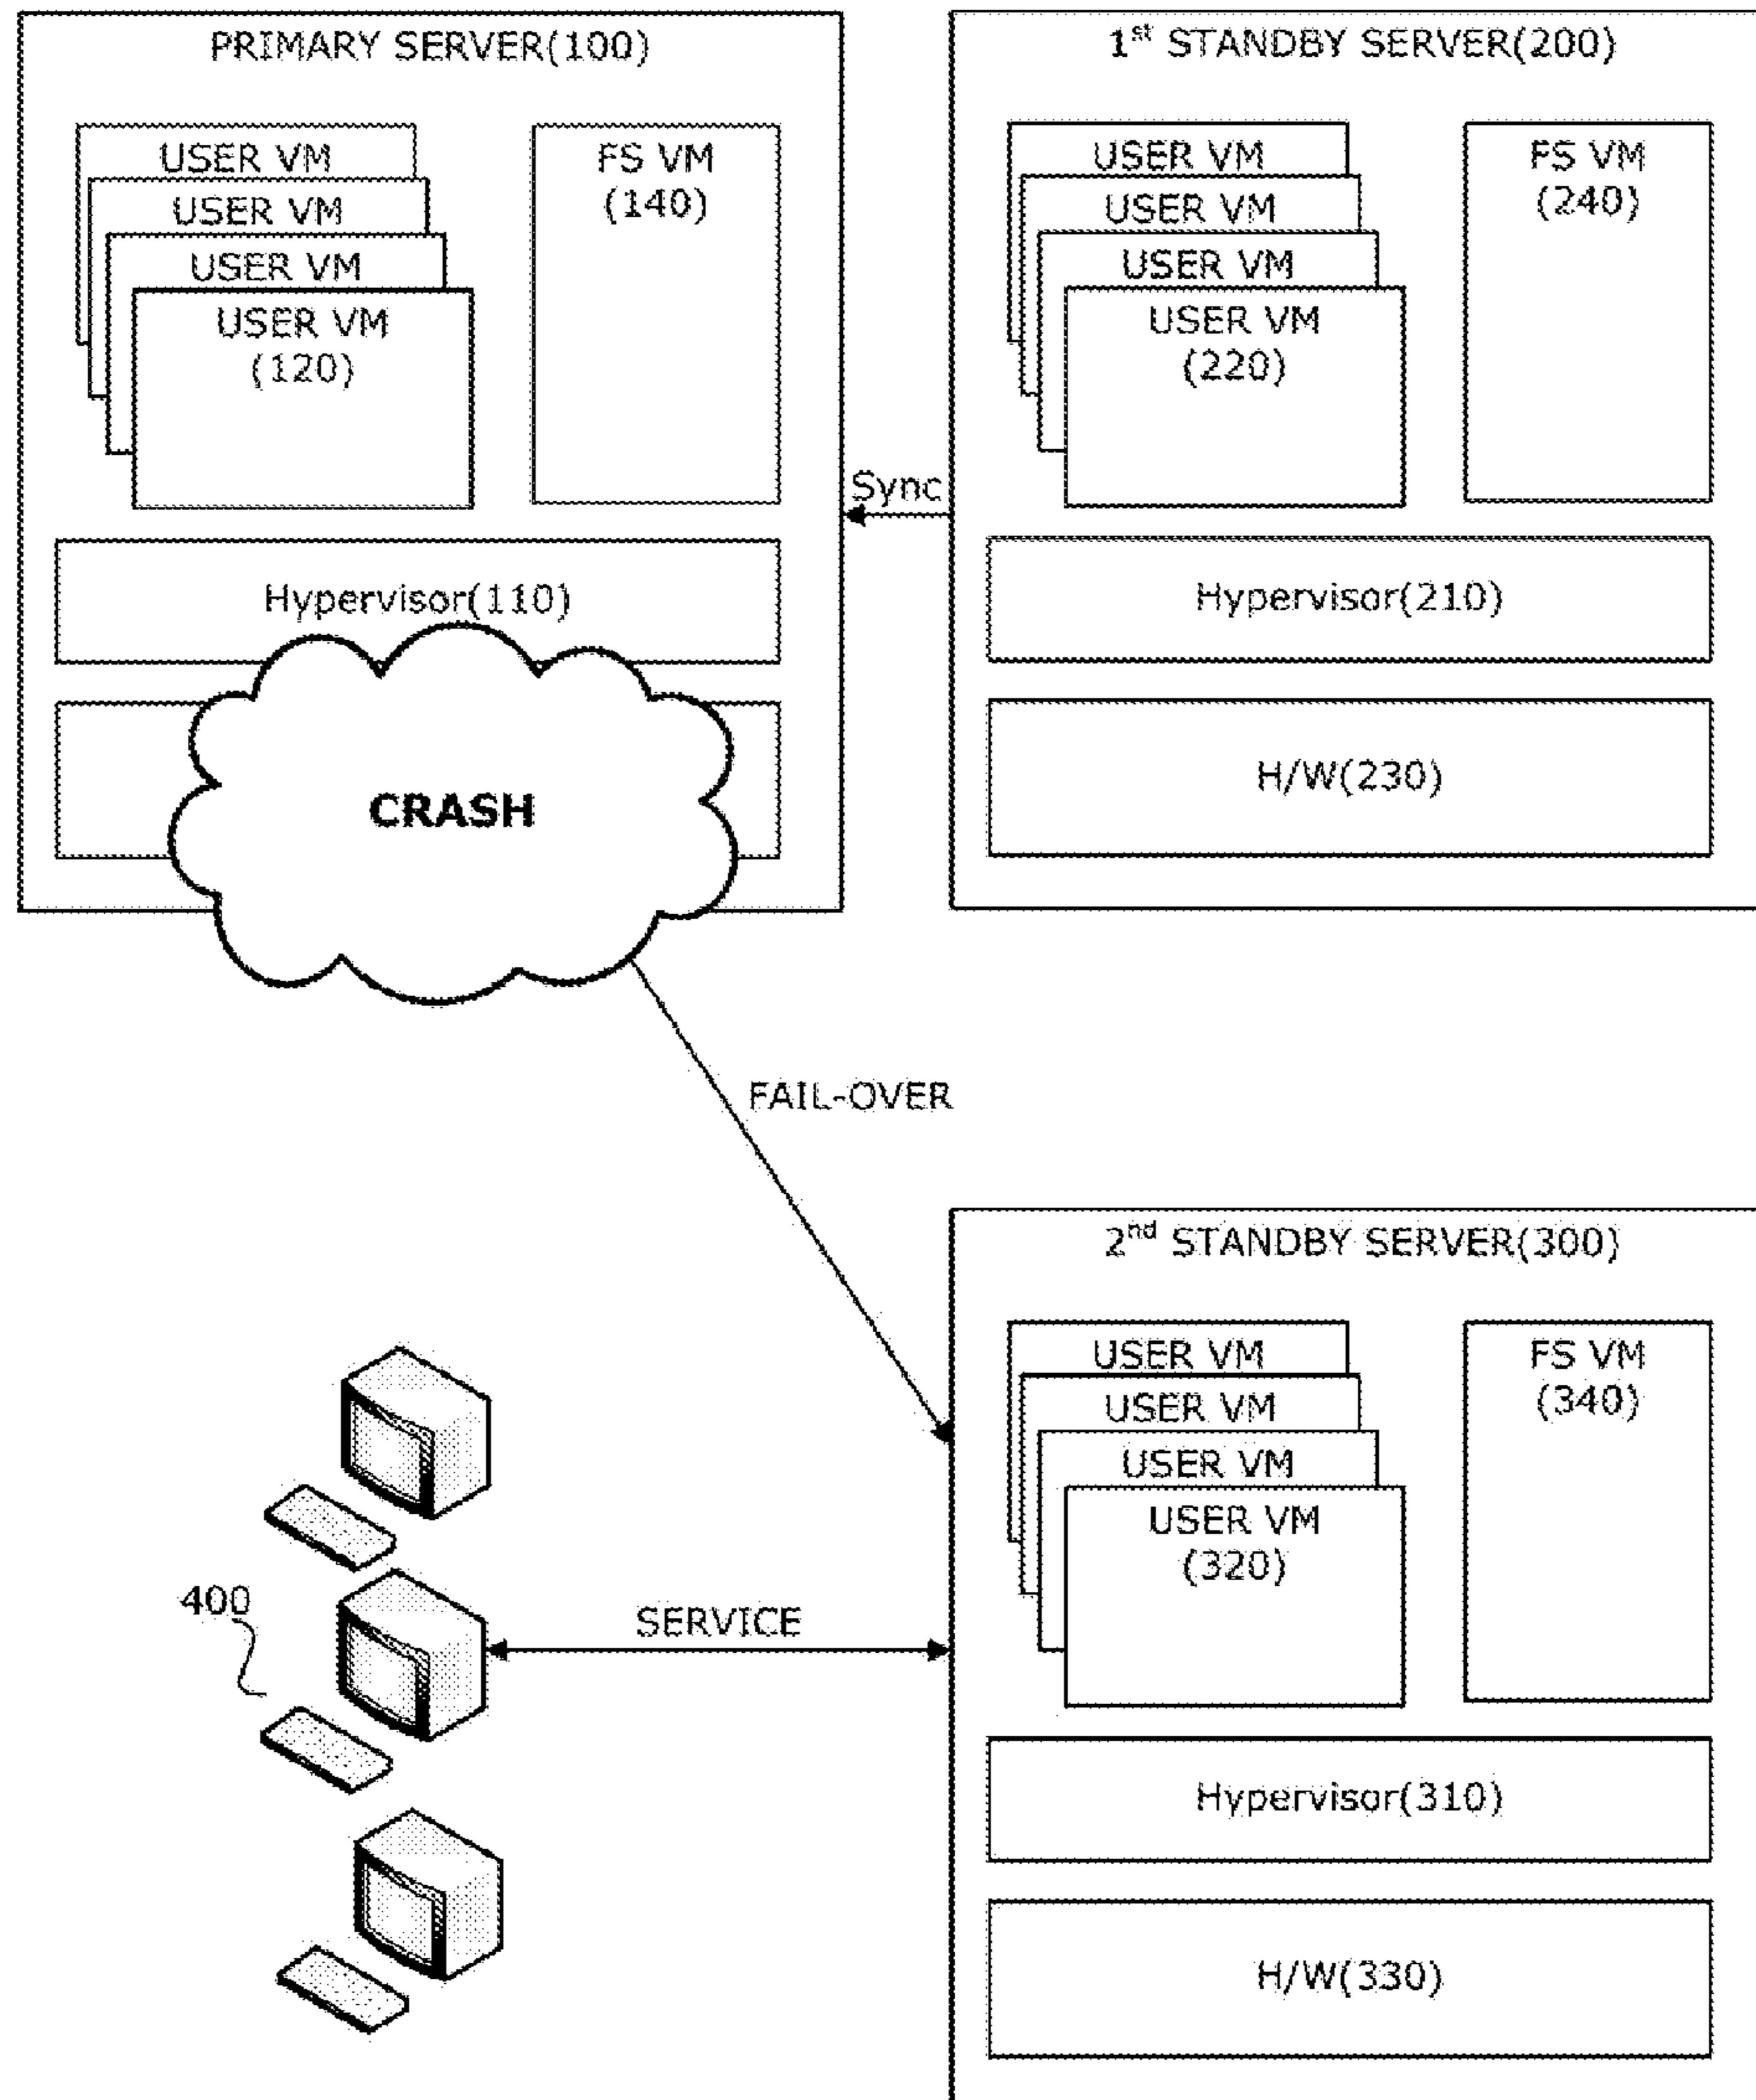 PRIMARY SERVER(100)
USER VM
USER VM
USER VM
USER VM
(120)
FS VM
(140)
Hypervisor(110)
CRASH
Sync
1st STANDBY SERVER(200)
USER VM
USER VM
USER VM
USER VM
(220)
FS VM
(240)
Hypervisor(210)
H/W(230)
FAIL-OVER
2nd STANDBY SERVER(300)
USER VM
USER VM
USER VM
USER VM
(320)
FS VM
(340)
Hypervisor(310)
H/W(330)
400
SERVICE